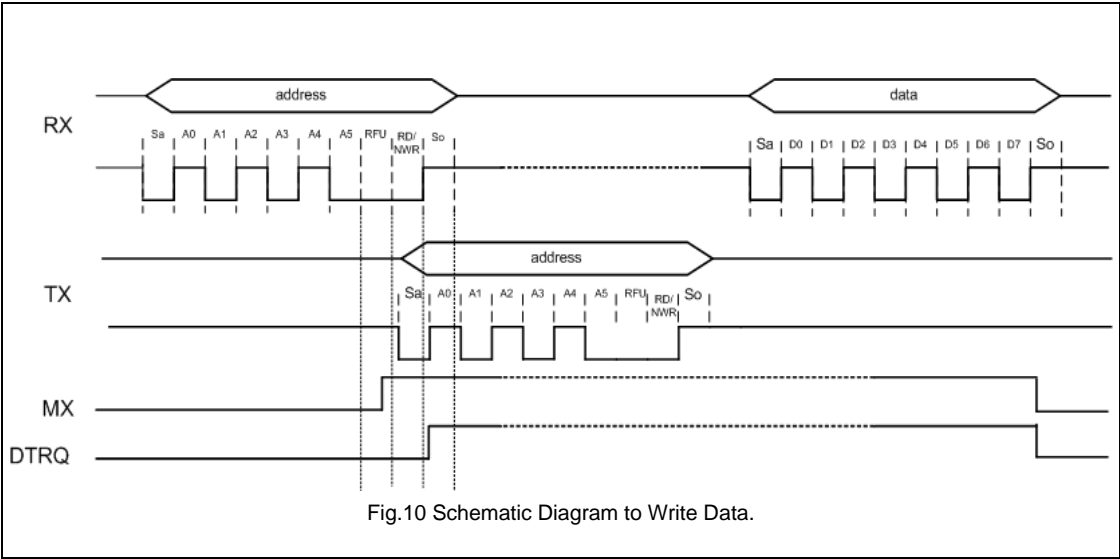 address
data
RX
Sa A0 A1 A2 A3 A4 A5 RFU RD/NWR So
Sa D0 D1 D2 D3 D4 D5 D6 D7 So
address
TX
Sa A0 A1 A2 A3 A4 A5 RFU RD/NWR So
MX
DTRQ
Fig.10 Schematic Diagram to Write Data.